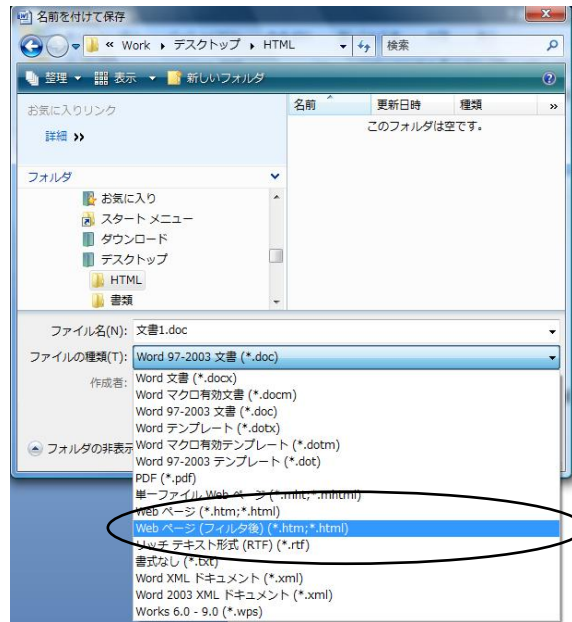 名前を付けて保存
« Work ▸ デスクトップ ▸ HTML 検索
整理 表示 新しいフォルダ
お気に入りリンク
詳細 »
名前 更新日時 種類 »
このフォルダは空です。
フォルダ
お気に入り
スタート メニュー
ダウンロード
デスクトップ
HTML
書類
ファイル名(N): 文書1.doc
ファイルの種類(T): Word 97-2003 文書 (*.doc)
作成者:
フォルダの非表示
Word 文書 (*.docx)
Word マクロ有効文書 (*.docm)
Word 97-2003 文書 (*.doc)
Word テンプレート (*.dotx)
Word マクロ有効テンプレート (*.dotm)
Word 97-2003 テンプレート (*.dot)
PDF (*.pdf)
単一ファイル Web ページ (*.mht;*.mhtml)
Web ページ (*.htm;*.html)
Web ページ (フィルタ後) (*.htm;*.html)
リッチ テキスト形式 (RTF) (*.rtf)
書式なし (*.txt)
Word XML ドキュメント (*.xml)
Word 2003 XML ドキュメント (*.xml)
Works 6.0 - 9.0 (*.wps)